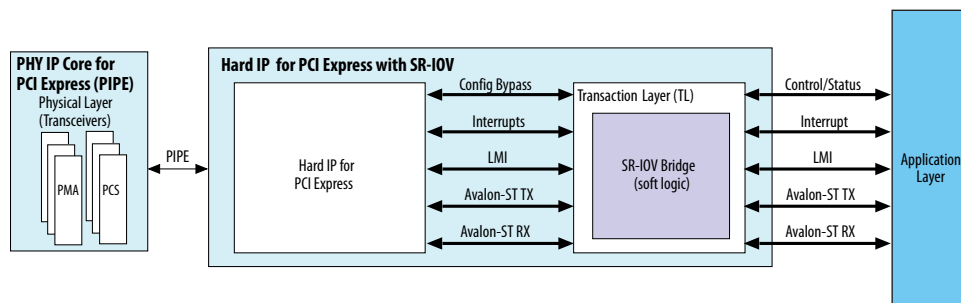 PHY IP Core for
PCI Express (PIPE)
Physical Layer
(Transceivers)
PMA
PCS
PIPE
Hard IP for PCI Express with SR-IOV
Hard IP for
PCI Express
Config Bypass
Interrupts
LMI
Avalon-ST TX
Avalon-ST RX
Transaction Layer (TL)
SR-IOV Bridge
(soft logic)
Control/Status
Interrupt
LMI
Avalon-ST TX
Avalon-ST RX
Application
Layer